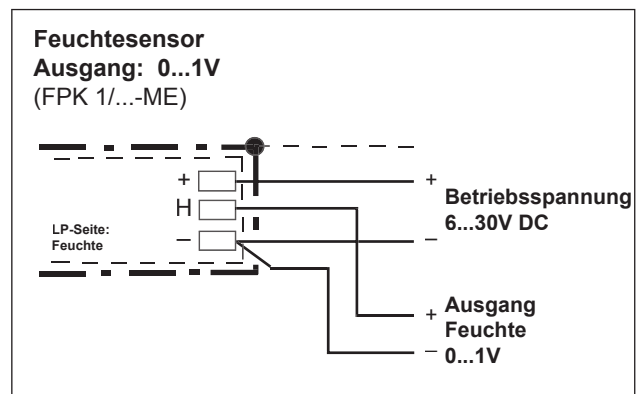 Feuchtesensor
Ausgang: 0...1V
(FPK 1/...-ME)
+
H
–
LP-Seite:
Feuchte
+
Betriebsspannung
6...30V DC
–
+ Ausgang
Feuchte
– 0...1V